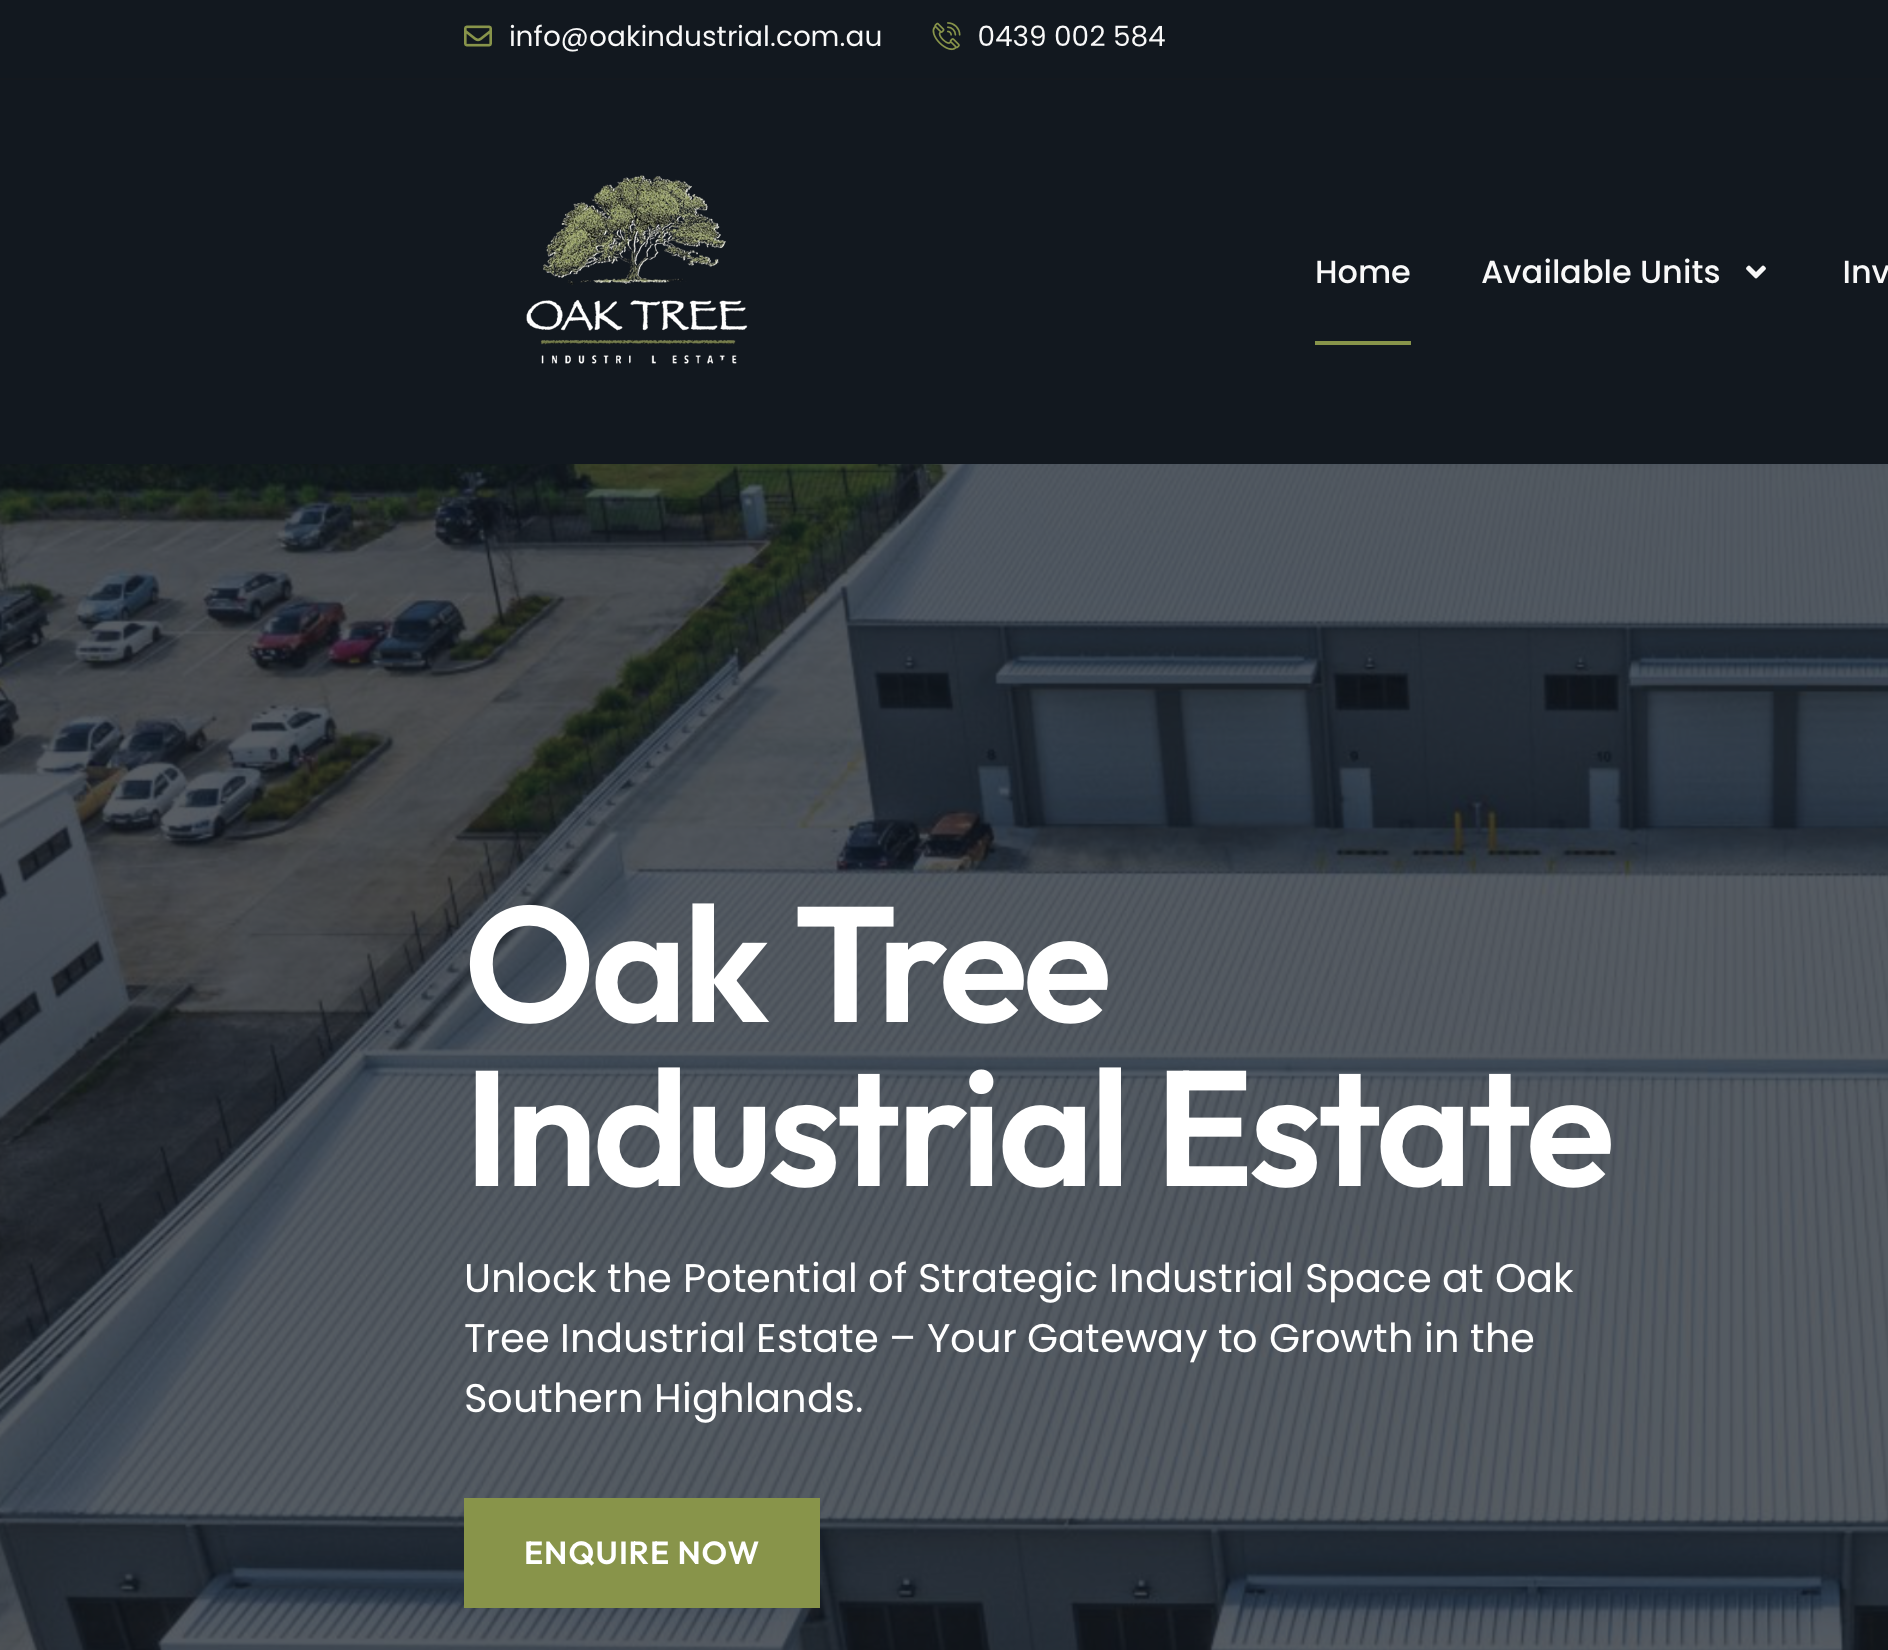 info@oakindustrial.com.au
0439 002 584
OAK TREE
INDUSTRI L ESTATE
Home
Available Units
Inv
Oak Tree
Industrial Estate
Unlock the Potential of Strategic Industrial Space at Oak
Tree Industrial Estate – Your Gateway to Growth in the
Southern Highlands.
ENQUIRE NOW